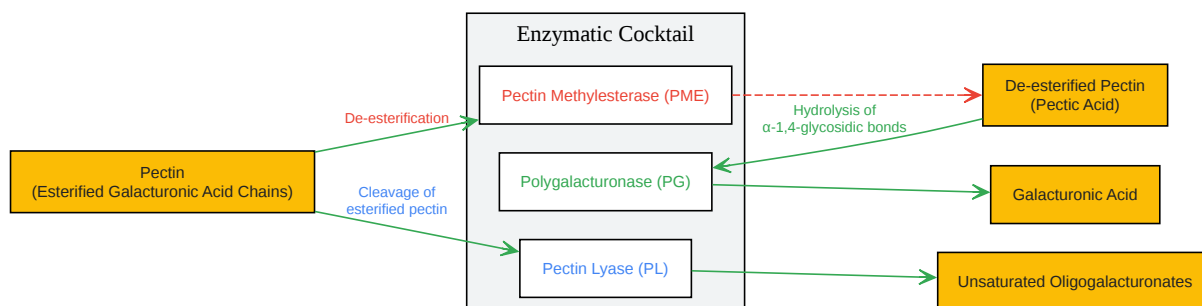 Enzymatic Cocktail
Pectin Methylesterase (PME)
De-esterified Pectin
(Pectic Acid)
De-esterification
Hydrolysis of
α-1,4-glycosidic bonds
Pectin
(Esterified Galacturonic Acid Chains)
Polygalacturonase (PG)
Galacturonic Acid
Cleavage of
esterified pectin
Pectin Lyase (PL)
Unsaturated Oligogalacturonates